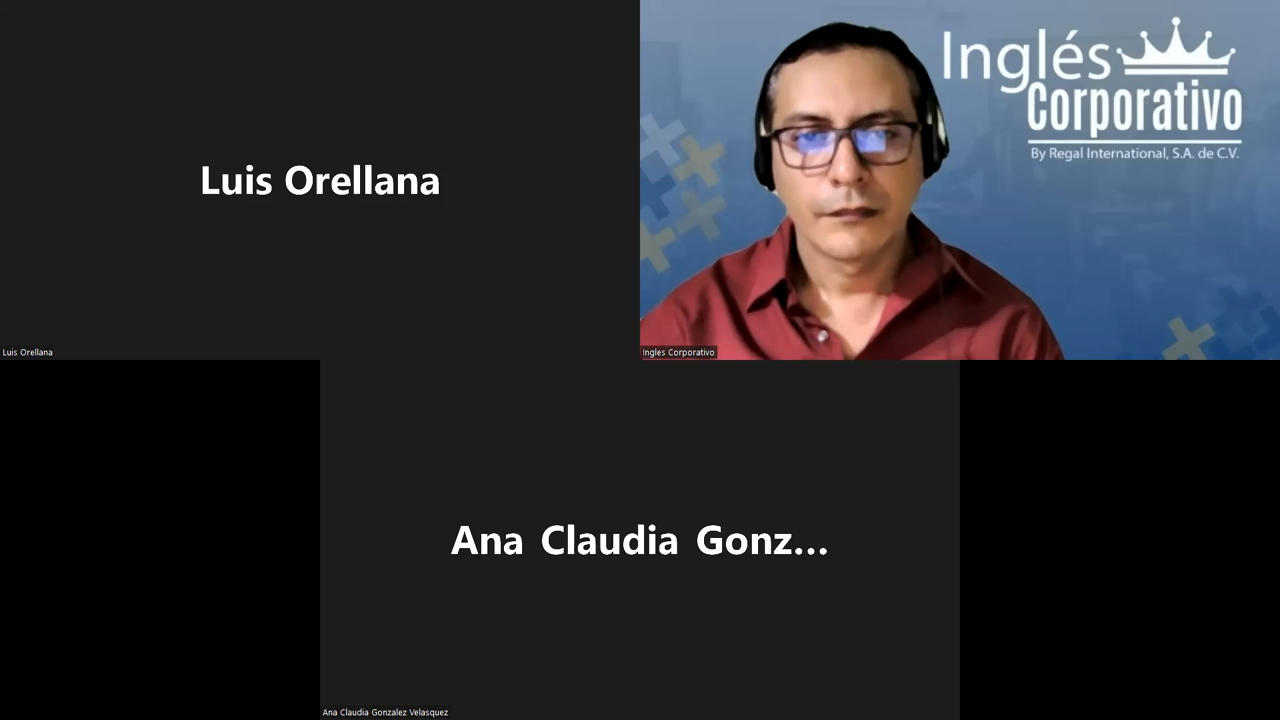 Luis Orellana
Luis Orellana
Inglés
Corporativo
By Regal International, S.A. de C.V.
Ingles Corporativo
Ana Claudia Gonz...
Ana Claudia Gonzalez Velasquez